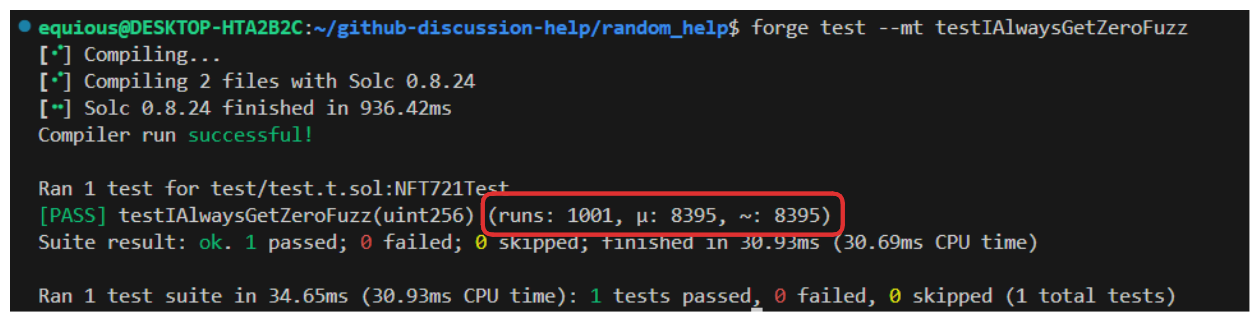 equious@DESKTOP-HTA2B2C:~/github-discussion-help/random_help$ forge test --mt testIAlwaysGetZeroFuzz
[⠊] Compiling...
[⠊] Compiling 2 files with Solc 0.8.24
[⠒] Solc 0.8.24 finished in 936.42ms
Compiler run successful!
Ran 1 test for test/test.t.sol:NFT721Test
[PASS] testIAlwaysGetZeroFuzz(uint256) (runs: 1001, μ: 8395, ~: 8395)
Suite result: ok. 1 passed; 0 failed; 0 skipped; finished in 30.93ms (30.69ms CPU time)
Ran 1 test suite in 34.65ms (30.93ms CPU time): 1 tests passed, 0 failed, 0 skipped (1 total tests)